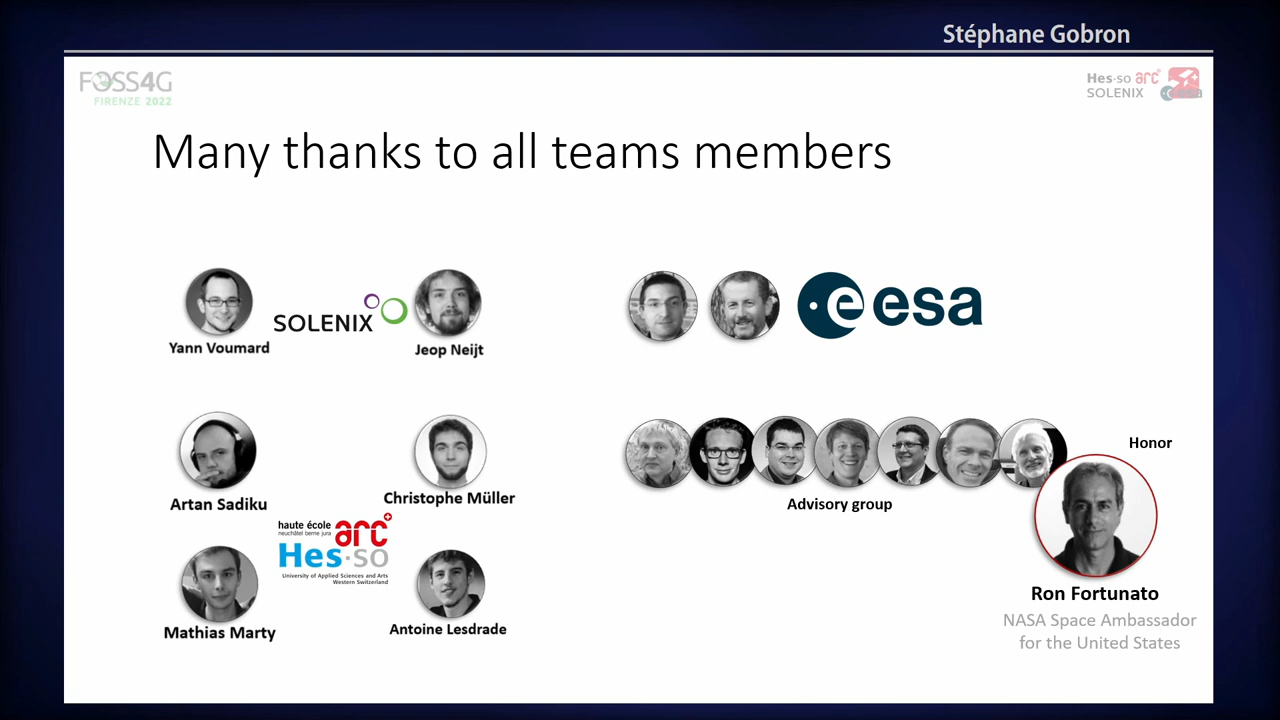 Stéphane Gobron
FOSS4G
FIRENZE 2022
Hes·so arc
SOLENIX esa
Many thanks to all teams members
SOLENIX
esa
Yann Voumard
Jeop Neijt
Honor
Artan Sadiku
Christophe Müller
Advisory group
haute école arc
neuchâtel berne jura
Hes·so
University of Applied Sciences and Arts
Western Switzerland
Ron Fortunato
NASA Space Ambassador
for the United States
Mathias Marty
Antoine Lesdrade